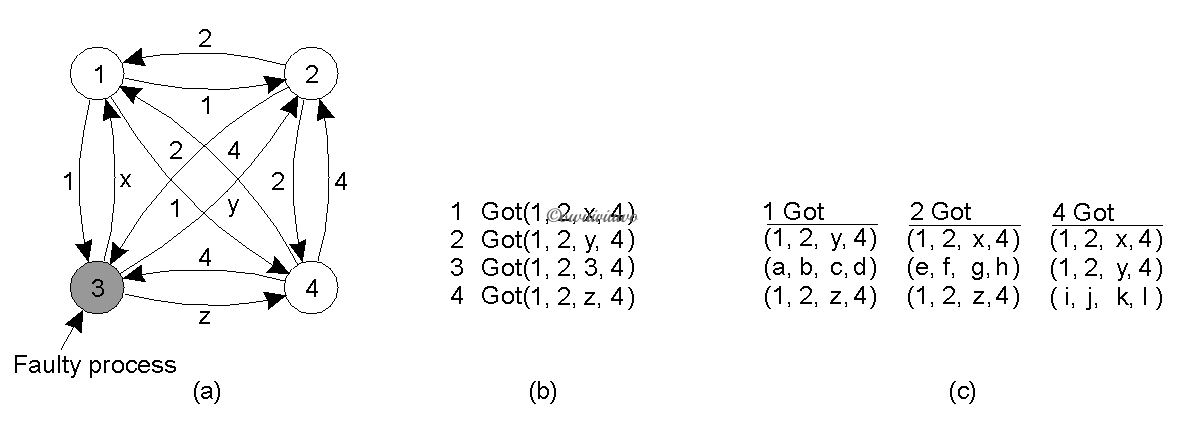 2
1 2
1
2 4
1 x 2 4
1 y
4
3 4
z
Faulty process
(a)
1 Got(1, 2, x, 4)
2 Got(1, 2, y, 4)
3 Got(1, 2, 3, 4)
4 Got(1, 2, z, 4)
(b)
1 Got 2 Got 4 Got
(1, 2, y, 4) (1, 2, x, 4) (1, 2, x, 4)
(a, b, c, d) (e, f, g, h) (1, 2, y, 4)
(1, 2, z, 4) (1, 2, z, 4) (i, j, k, l)
(c)